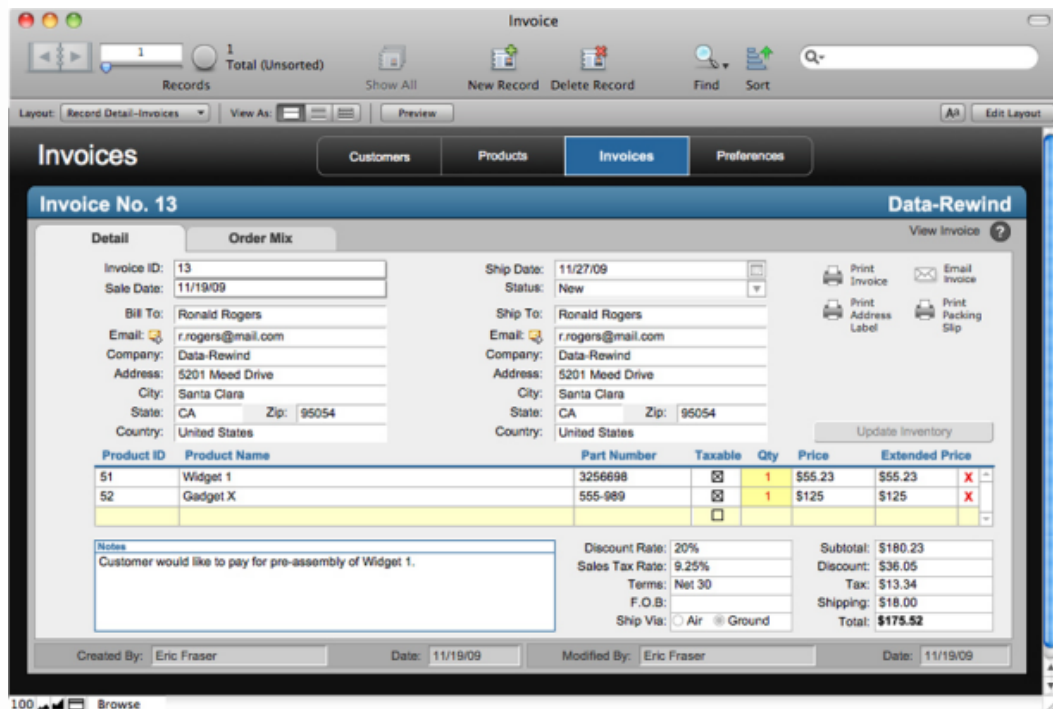 Invoice
1
1
Total (Unsorted)
Records
Show All
New Record
Delete Record
Find
Sort
Layout: Record Detail-Invoices
View As:
Preview
Aa
Edit Layout
Invoices
Customers
Products
Invoices
Preferences
Invoice No. 13
Data-Rewind
Detail
Order Mix
View Invoice ?
Invoice ID: 13
Sale Date: 11/19/09
Bill To: Ronald Rogers
Email: r.rogers@mail.com
Company: Data-Rewind
Address: 5201 Meed Drive
City: Santa Clara
State: CA Zip: 95054
Country: United States
Ship Date: 11/27/09
Status: New
Ship To: Ronald Rogers
Email: r.rogers@mail.com
Company: Data-Rewind
Address: 5201 Meed Drive
City: Santa Clara
State: CA Zip: 95054
Country: United States
Print
Invoice
Email
Invoice
Print
Address
Label
Print
Packing
Slip
Update Inventory
Product ID Product Name Part Number Taxable Qty Price Extended Price
51 Widget 1 3256698 1 $55.23 $55.23 X
52 Gadget X 555-989 1 $125 $125 X
Notes
Customer would like to pay for pre-assembly of Widget 1.
Discount Rate: 20%
Sales Tax Rate: 9.25%
Terms: Net 30
F.O.B:
Ship Via: Air Ground
Subtotal: $180.23
Discount: $36.05
Tax: $13.34
Shipping: $18.00
Total: $175.52
Created By: Eric Fraser Date: 11/19/09 Modified By: Eric Fraser Date: 11/19/09
100 Browse